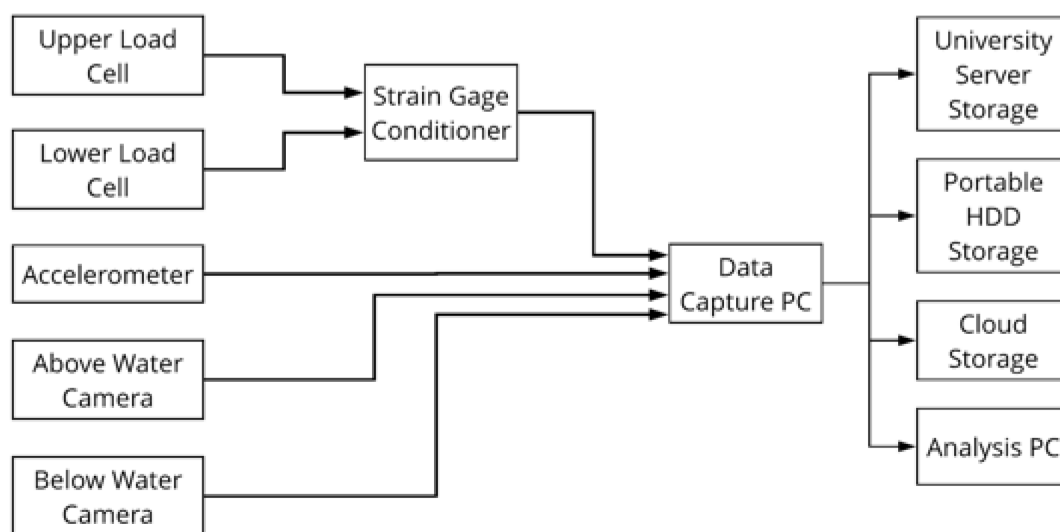 Upper Load
Cell
Lower Load
Cell
Accelerometer
Above Water
Camera
Below Water
Camera
Strain Gage
Conditioner
Data
Capture PC
University
Server
Storage
Portable
HDD
Storage
Cloud
Storage
Analysis PC